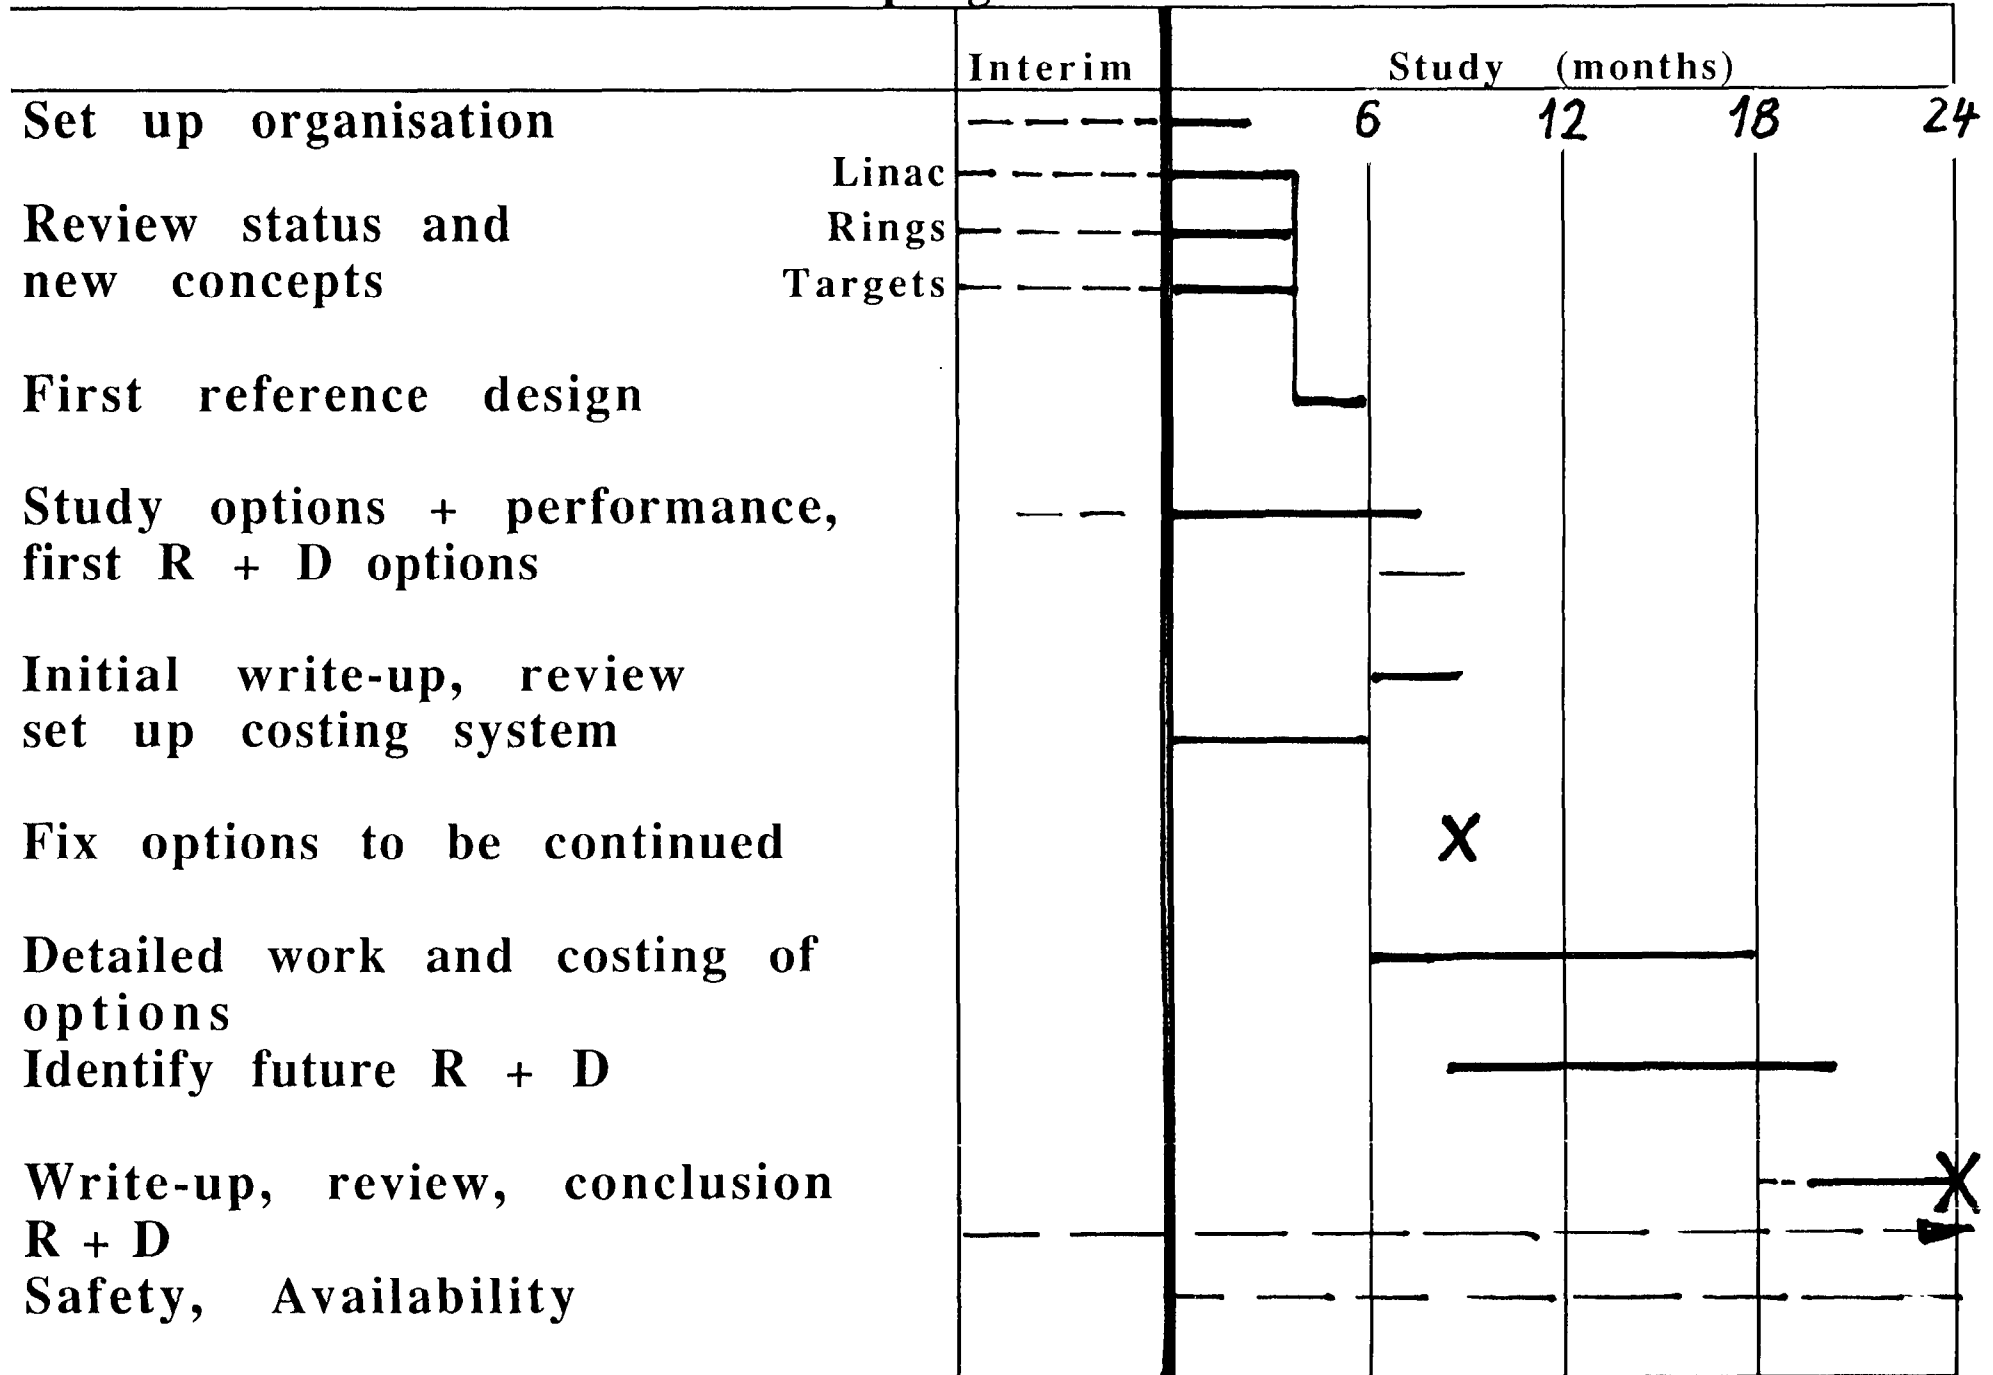 Interim Study (months)
Set up organisation 6 12 18 24
Linac
Review status and Rings
new concepts Targets
First reference design
Study options + performance,
first R + D options
Initial write-up, review
set up costing system
Fix options to be continued
X
Detailed work and costing of
options
Identify future R + D
Write-up, review, conclusion X
R + D
Safety, Availability